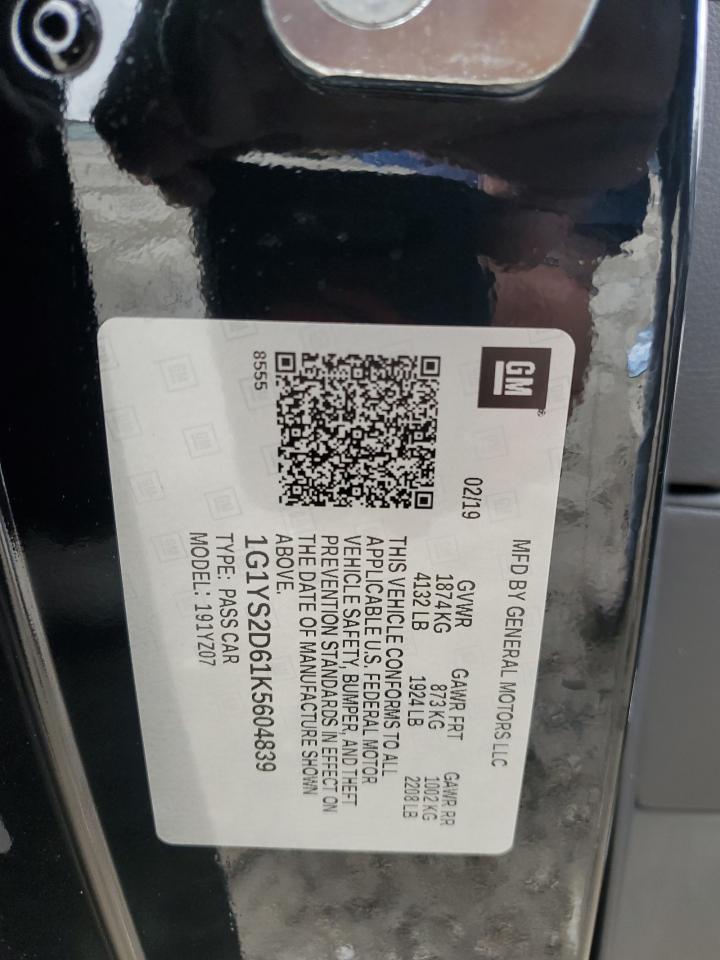 GM
MFD BY GENERAL MOTORS LLC
02/19
GVWR GAWR FRT GAWR RR
1874 KG 873 KG 1002 KG
4132 LB 1924 LB 2208 LB
THIS VEHICLE CONFORMS TO ALL
APPLICABLE U.S. FEDERAL MOTOR
VEHICLE SAFETY, BUMPER, AND THEFT
PREVENTION STANDARDS IN EFFECT ON
THE DATE OF MANUFACTURE SHOWN
ABOVE.
8555
1G1YS2D61K5604839
TYPE: PASS CAR
MODEL: 191YZ07